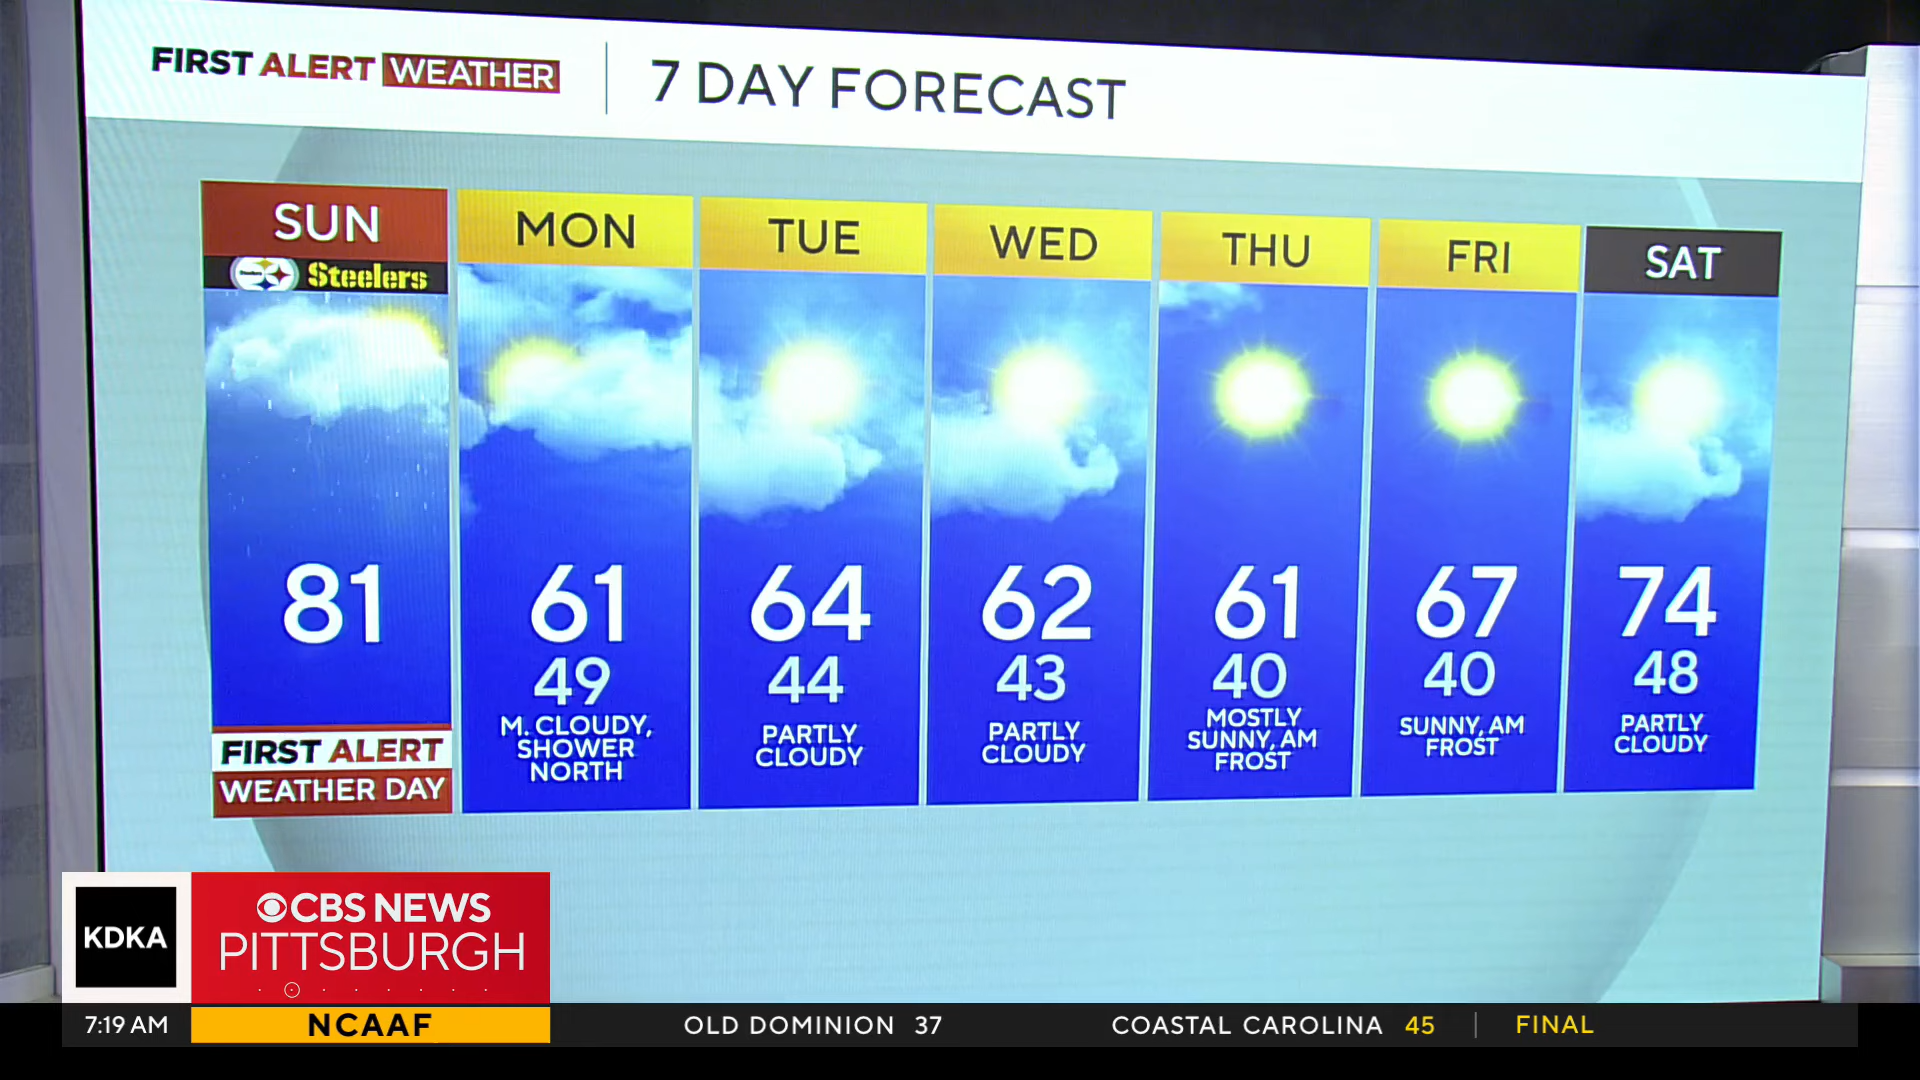 FIRST ALERT WEATHER
7 DAY FORECAST
SUN
Steelers
81
FIRST ALERT
WEATHER DAY
MON
61
49
M. CLOUDY,
SHOWER
NORTH
TUE
64
44
PARTLY
CLOUDY
WED
62
43
PARTLY
CLOUDY
THU
61
40
MOSTLY
SUNNY, AM
FROST
FRI
67
40
SUNNY, AM
FROST
SAT
74
48
PARTLY
CLOUDY
KDKA
CBS NEWS
PITTSBURGH
7:19 AM
NCAAF
OLD DOMINION 37
COASTAL CAROLINA 45
FINAL